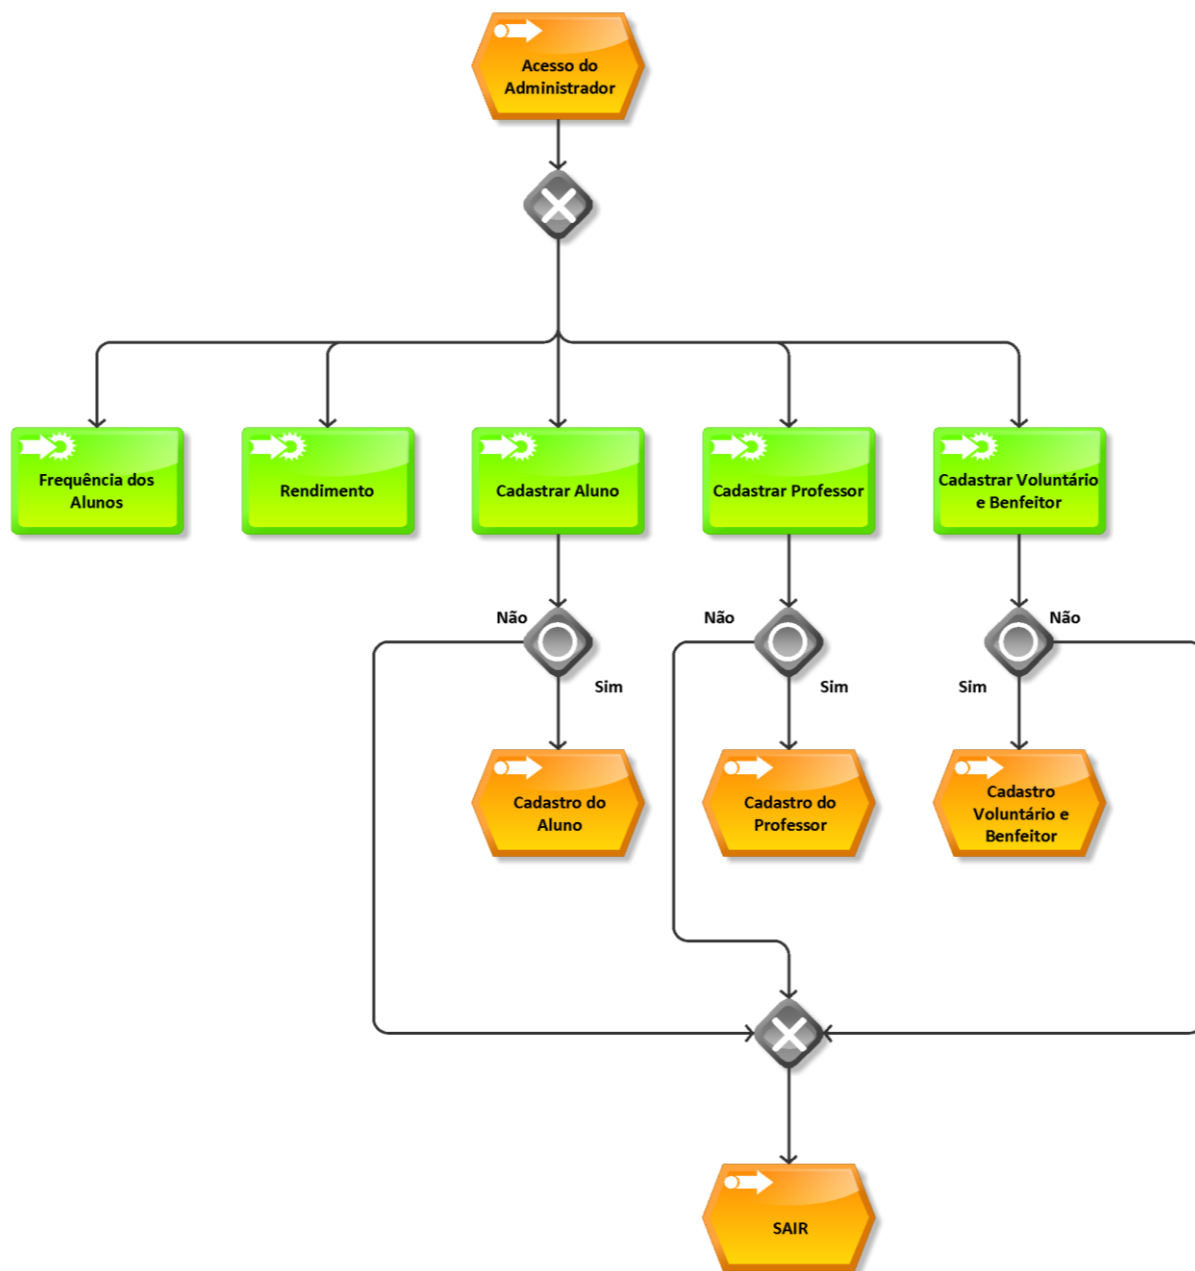 Acesso do
Administrador
Frequência dos
Alunos
Rendimento
Cadastrar Aluno
Cadastrar Professor
Cadastrar Voluntário
e Benfeitor
Não
Não
Não
Sim
Sim
Sim
Cadastro do
Aluno
Cadastro do
Professor
Cadastro
Voluntário e
Benfeitor
SAIR